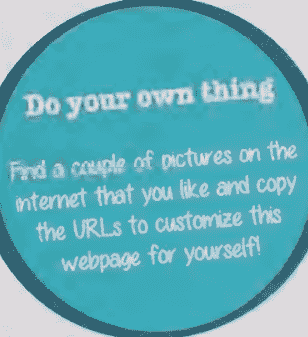 Do your own thing
Find a couple of pictures on the
internet that you like and copy
the URLs to customize this
webpage for yourself!